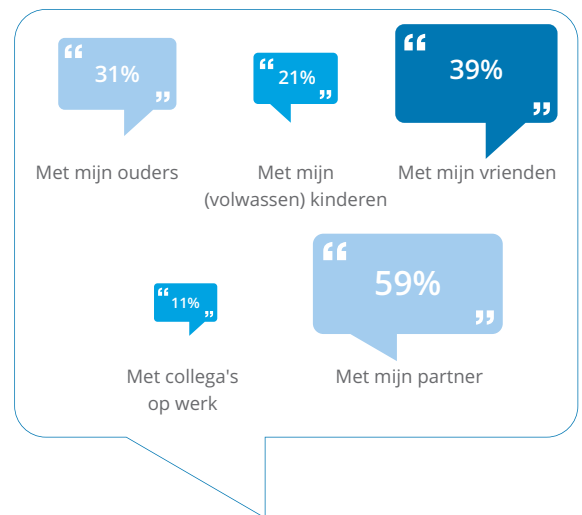 “ 31% ”
Met mijn ouders
“ 21% ”
Met mijn
(volwassen) kinderen
“ 39% ”
Met mijn vrienden
“ 11% ”
Met collega's
op werk
“ 59% ”
Met mijn partner